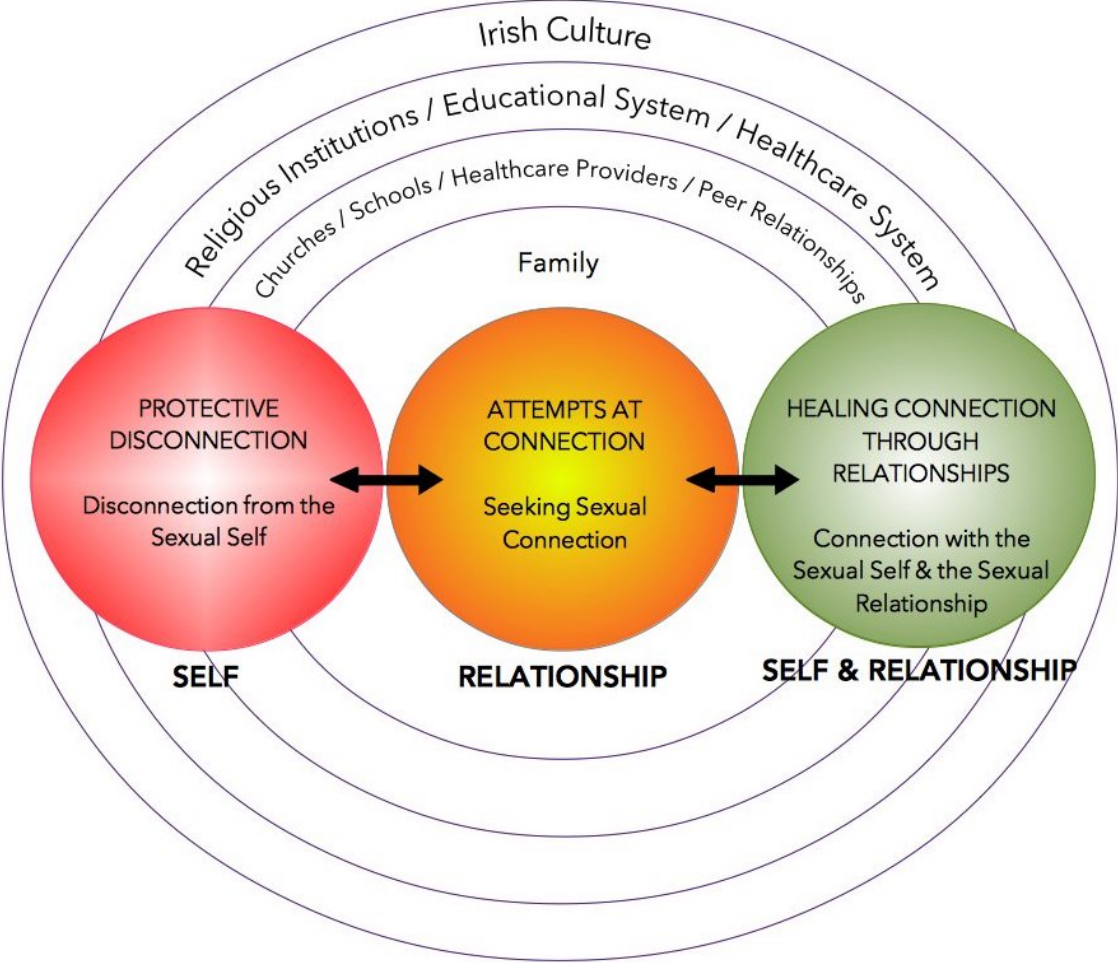 Irish Culture
Religious Institutions / Educational System / Healthcare System
Churches / Schools / Healthcare Providers / Peer Relationships
Family
PROTECTIVE
DISCONNECTION
Disconnection from the
Sexual Self
SELF
ATTEMPTS AT
CONNECTION
Seeking Sexual
Connection
RELATIONSHIP
HEALING CONNECTION
THROUGH
RELATIONSHIPS
Connection with the
Sexual Self & the Sexual
Relationship
SELF & RELATIONSHIP